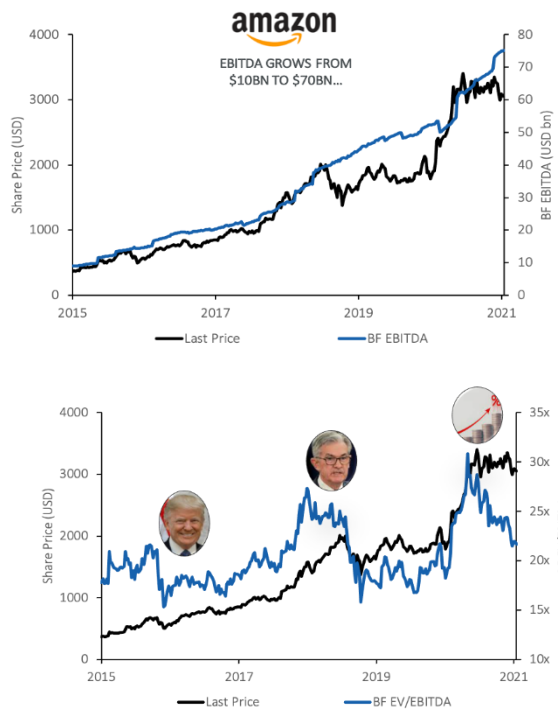 amazon
EBITDA GROWS FROM
$10BN TO $70BN...
4000
3000
2000
1000
0
Share Price (USD)
80
70
60
50
40
30
20
10
0
BF EBITDA (USD bn)
2015 2017 2019 2021
Last Price BF EBITDA
4000
3000
2000
1000
0
Share Price (USD)
35x
30x
25x
20x
15x
10x
%
2015 2017 2019 2021
Last Price BF EV/EBITDA